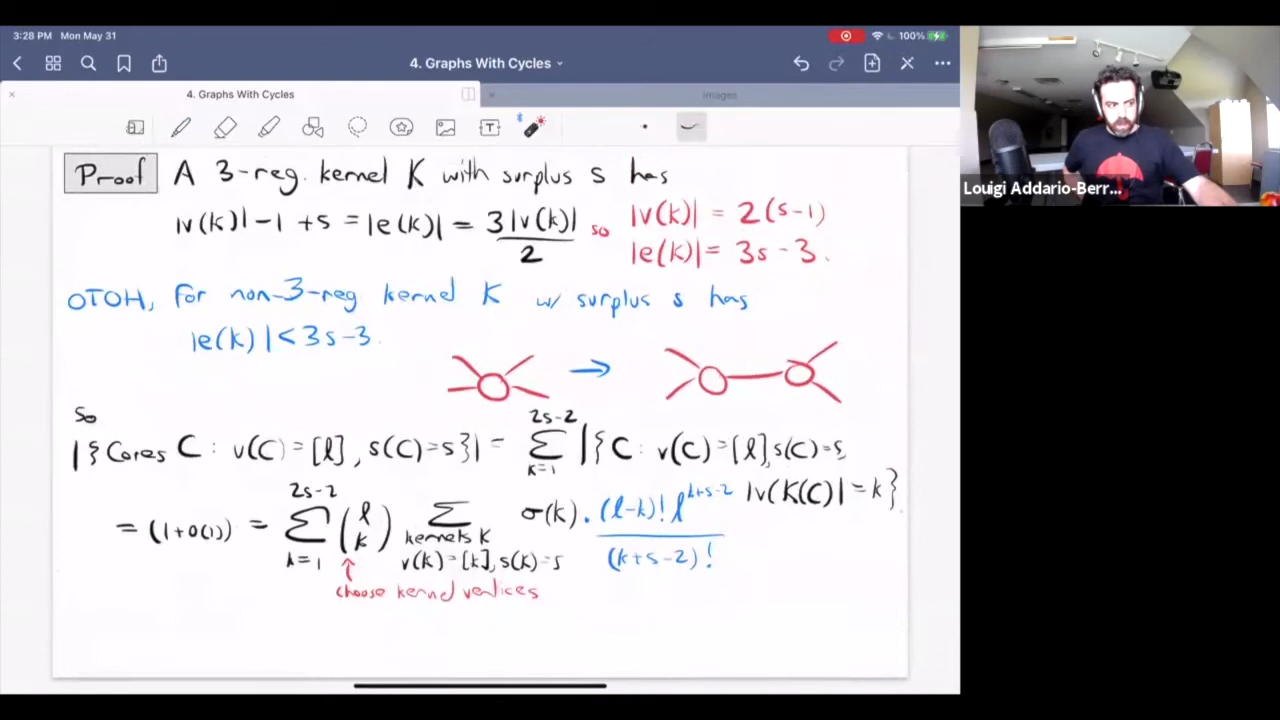 3:28 PM Mon May 31
100%
4. Graphs With Cycles
4. Graphs With Cycles
Images
Proof A 3-reg. kernel K with surplus s has
|v(K)| - 1 + s = |e(K)| = 3|v(K)|/2 so |v(K)| = 2(s-1)
|e(K)| = 3s-3.
OTOH, for non-3-reg kernel K w/ surplus s has
|e(K)| < 3s-3.
So
|{Cores C : v(C) = [l], s(C)=s}| = Σ_{k=1}^{2s-2} |{C : v(C)=[l], s(C)=s,
|v(K(C)|=k}.
= (1+o(1)) = Σ_{k=1}^{2s-2} (l k) Σ_{kernels K v(K)=[k], s(K)=s} σ(k) · (l-k)! l^{k+s-2} / (k+s-2)!
↑
choose kernel vertices
Louigi Addario-Berr...